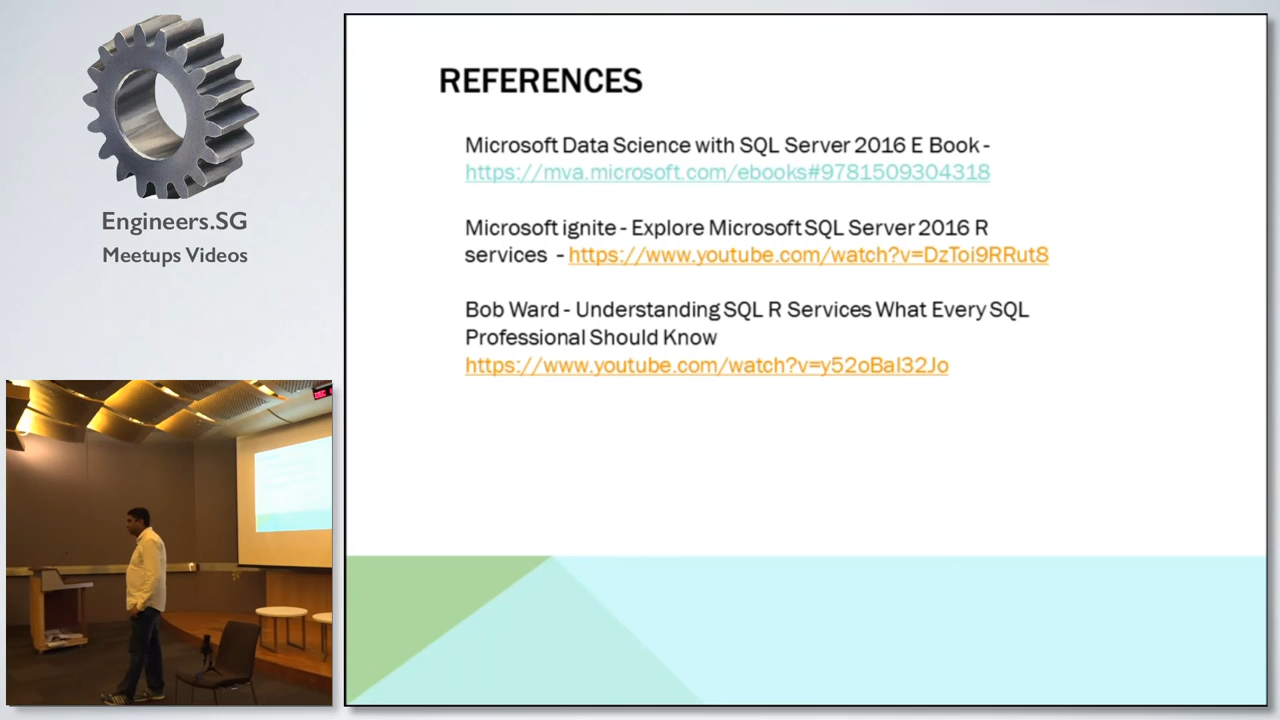 Engineers.SG
Meetups Videos
REFERENCES
Microsoft Data Science with SQL Server 2016 E Book -
https://mva.microsoft.com/ebooks#9781509304318
Microsoft ignite - Explore Microsoft SQL Server 2016 R
services - https://www.youtube.com/watch?v=DzToi9RRut8
Bob Ward - Understanding SQL R Services What Every SQL
Professional Should Know
https://www.youtube.com/watch?v=y52oBaI32Jo